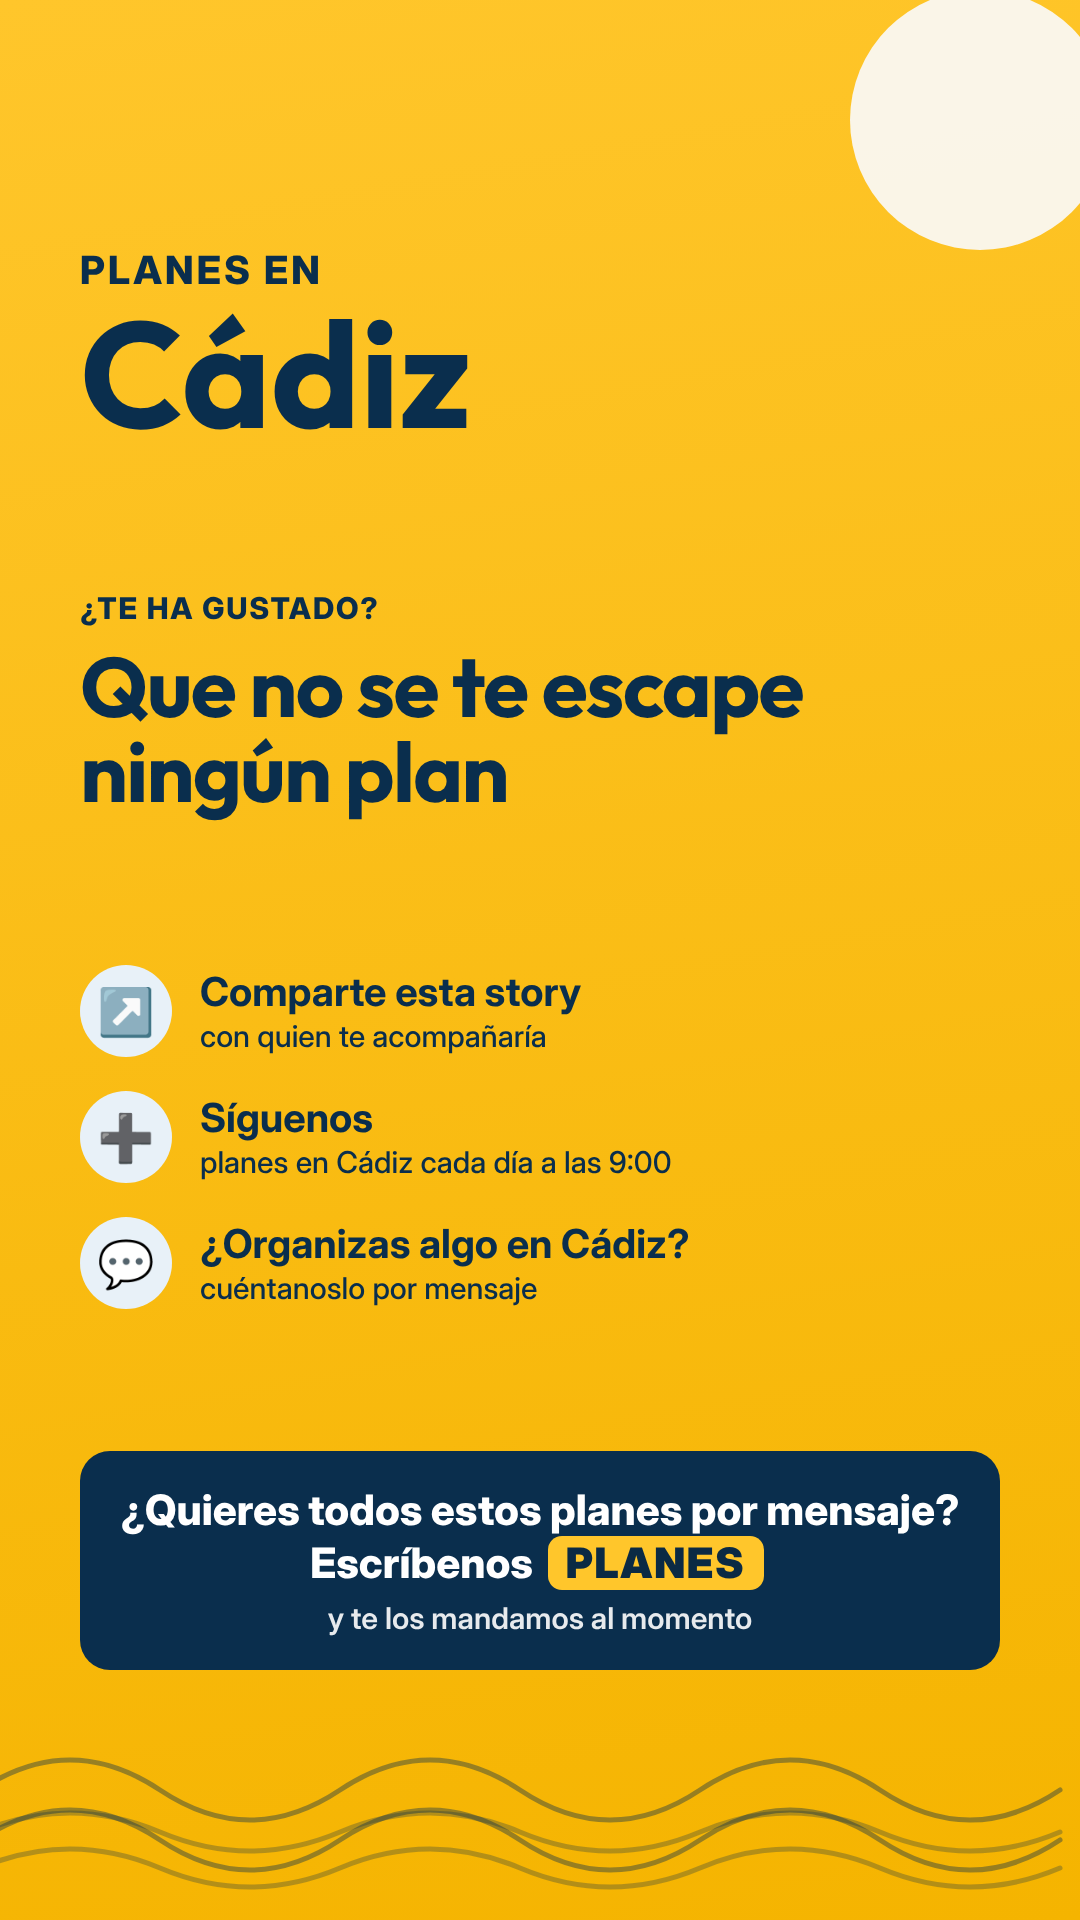 PLANES EN
Cádiz
¿TE HA GUSTADO?
Que no se te escape
ningún plan
Comparte esta story
con quien te acompañaría
Síguenos
planes en Cádiz cada día a las 9:00
¿Organizas algo en Cádiz?
cuéntanoslo por mensaje
¿Quieres todos estos planes por mensaje?
Escríbenos PLANES
y te los mandamos al momento